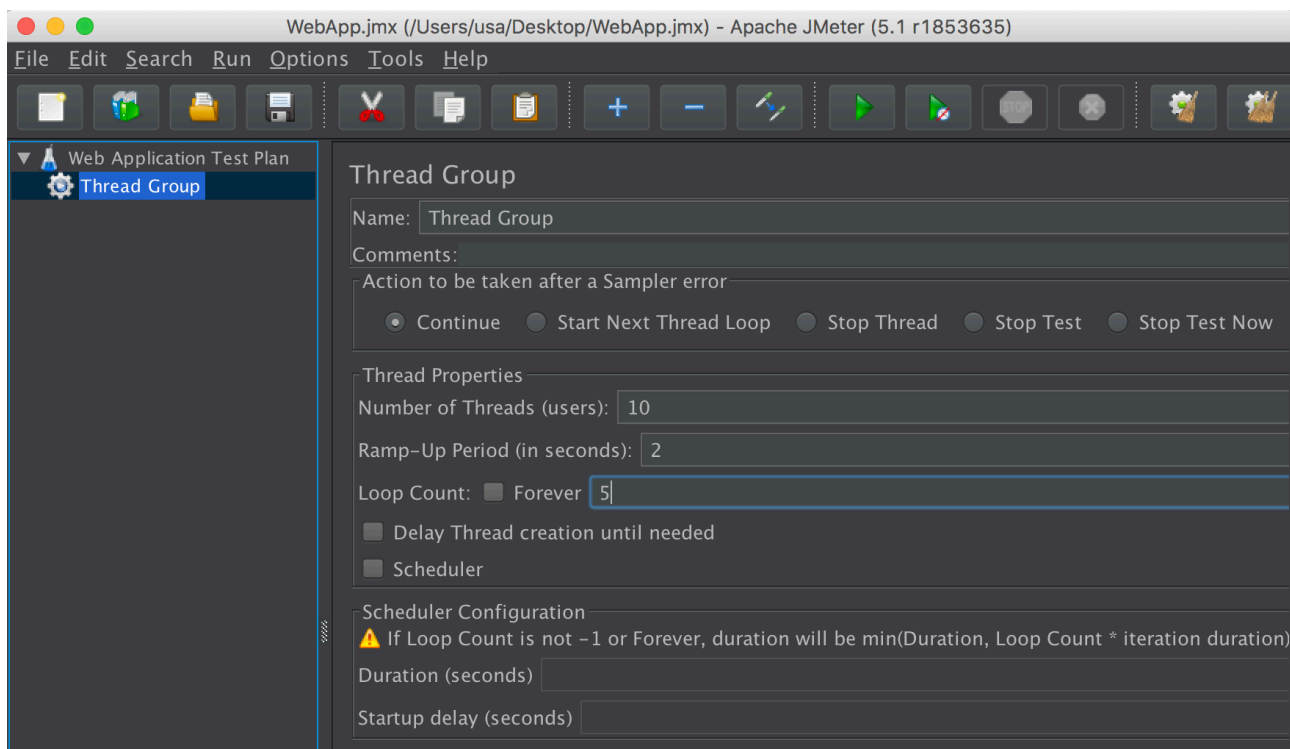 WebApp.jmx (/Users/usa/Desktop/WebApp.jmx) - Apache JMeter (5.1 r1853635)
File Edit Search Run Options Tools Help
STOP
Web Application Test Plan
Thread Group
Thread Group
Name: Thread Group
Comments:
Action to be taken after a Sampler error
Continue Start Next Thread Loop Stop Thread Stop Test Stop Test Now
Thread Properties
Number of Threads (users): 10
Ramp-Up Period (in seconds): 2
Loop Count: Forever 5
Delay Thread creation until needed
Scheduler
Scheduler Configuration
If Loop Count is not -1 or Forever, duration will be min(Duration, Loop Count * iteration duration)
Duration (seconds)
Startup delay (seconds)